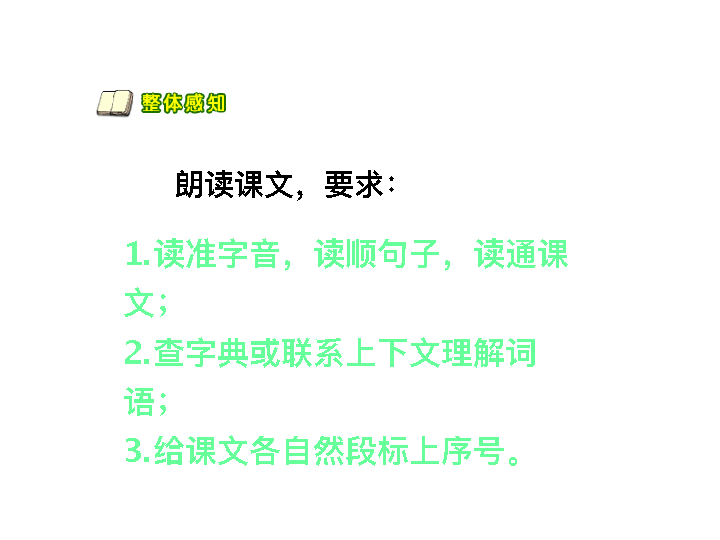 整体感知
朗读课文，要求：
1.读准字音，读顺句子，读通课
文；
2.查字典或联系上下文理解词
语；
3.给课文各自然段标上序号。